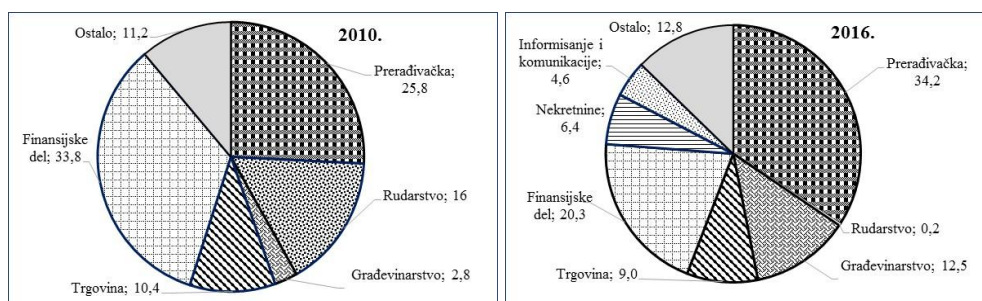 2010.
Ostalo; 11,2
Prerađivačka;
25,8
Finansijske
del; 33,8
Rudarstvo; 16
Građevinarstvo; 2,8
Trgovina; 10,4
2016.
Ostalo; 12,8
Informisanje i
komunikacije;
4,6
Prerađivačka;
34,2
Nekretnine;
6,4
Finansijske
del; 20,3
Rudarstvo; 0,2
Građevinarstvo; 12,5
Trgovina; 9,0